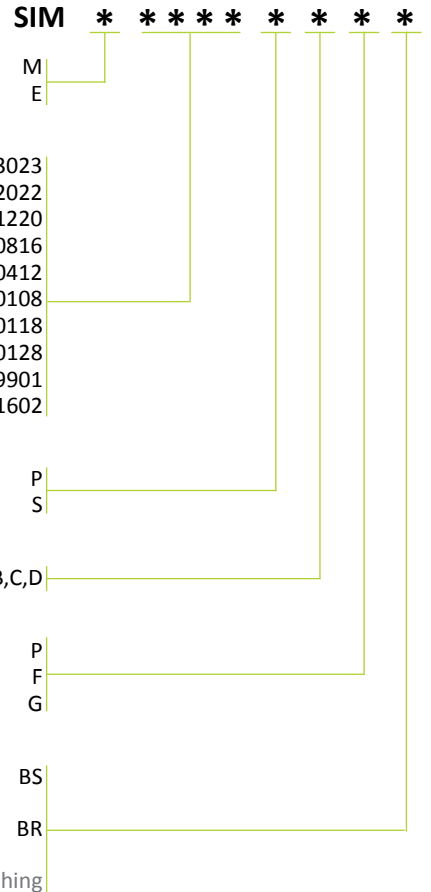 SIM * **** * * * *
M
E
3023
2022
1220
0816
0412
0108
0118
0128
9901
1602
P
S
B,C,D
P
F
G
BS
BR
hing